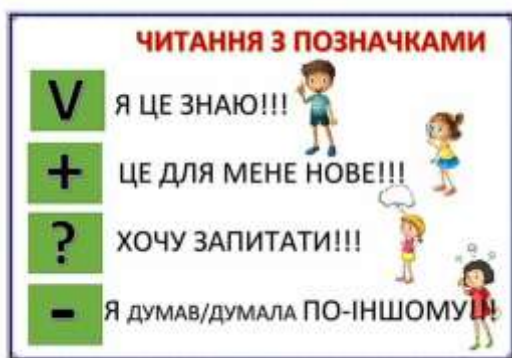 ЧИТАННЯ З ПОЗНАЧКАМИ
V Я ЦЕ ЗНАЮ!!!
+ ЦЕ ДЛЯ МЕНЕ НОВЕ!!!
? ХОЧУ ЗАПИТАТИ!!!
- Я ДУМАВ/ДУМАЛА ПО-ІНШОМУ!!!